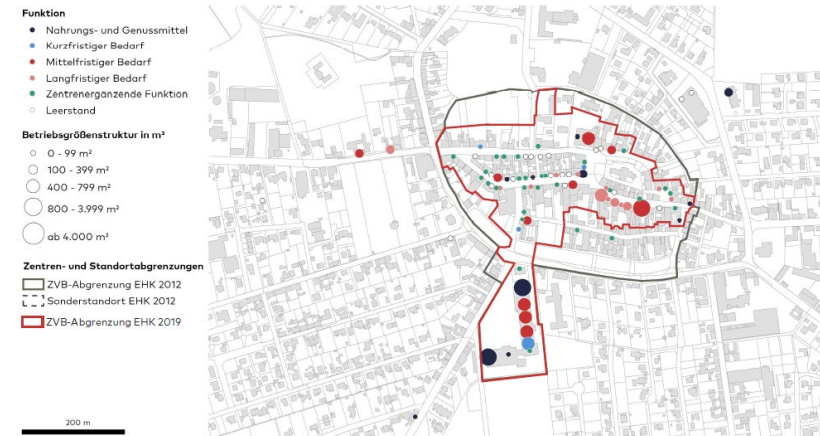 Funktion
Nahrungs- und Genussmittel
Kurzfristiger Bedarf
Mittelfristiger Bedarf
Langfristiger Bedarf
Zentrenergänzende Funktion
Leerstand
Betriebsgrößenstruktur in m²
0 - 99 m²
100 - 399 m²
400 - 799 m²
800 - 3.999 m²
ab 4.000 m²
Zentren- und Standortabgrenzungen
ZVB-Abgrenzung EHK 2012
Sonderstandort EHK 2012
ZVB-Abgrenzung EHK 2019
200 m